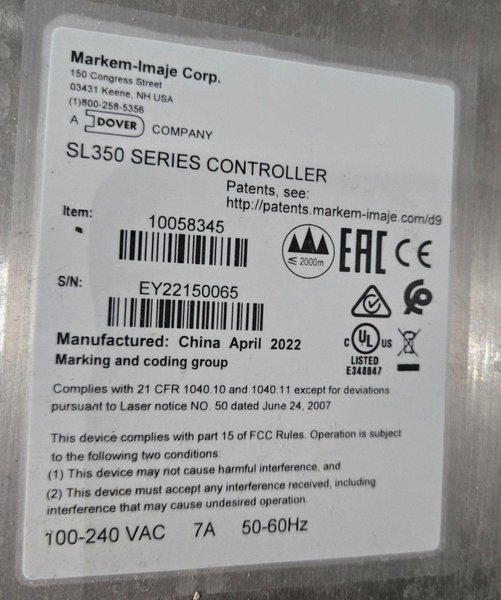 Markem-Imaje Corp.
150 Congress Street
03431 Keene, NH USA
(1)800-258-5356
A DOVER COMPANY
SL350 SERIES CONTROLLER
Patents, see:
http://patents.markem-imaje.com/d9
Item:
10058345
≤ 2000m
EAC CE
S/N:
EY22150065
Manufactured: China April 2022
Marking and coding group
C UL US
LISTED
E348647
Complies with 21 CFR 1040.10 and 1040.11 except for deviations
pursuant to Laser notice NO. 50 dated June 24, 2007
This device complies with part 15 of FCC Rules. Operation is subject
to the following two conditions:
(1) This device may not cause harmful interference, and
(2) This device must accept any interference received, including
interference that may cause undesired operation
100-240 VAC 7A 50-60Hz